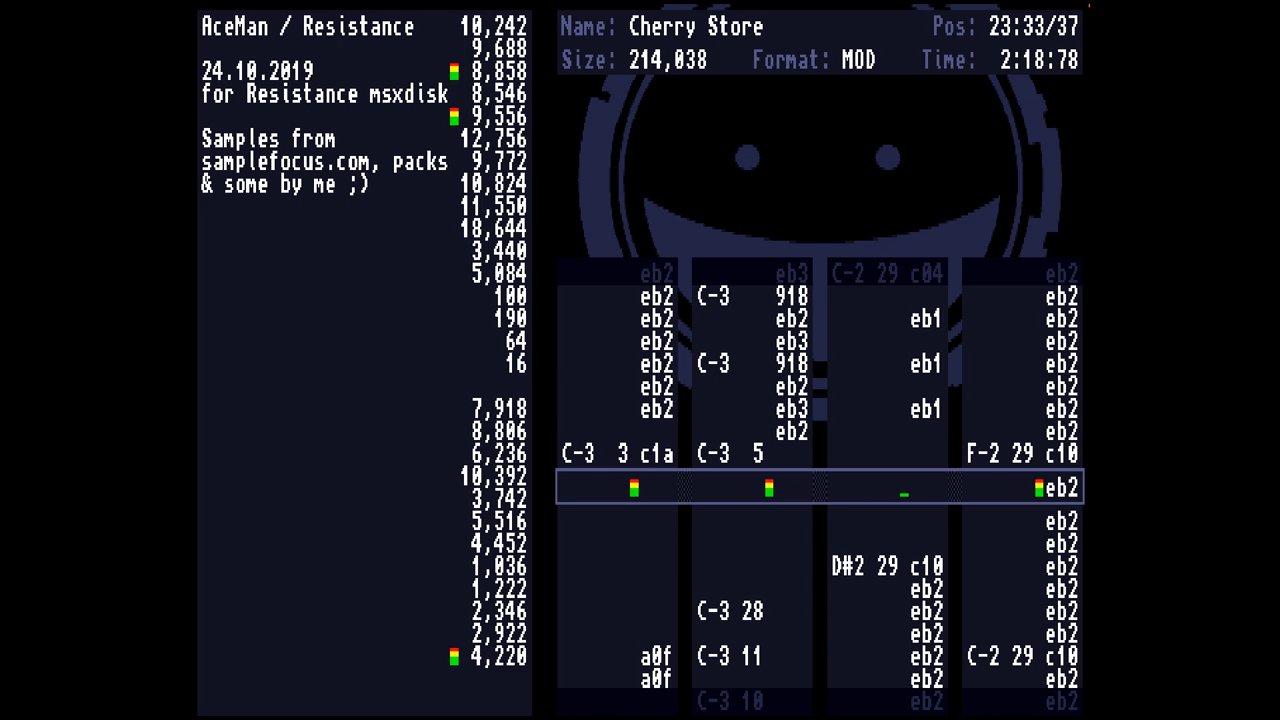 AceMan / Resistance 10,242
9,688
24.10.2019 8,858
for Resistance msxdisk 8,546
9,556
Samples from 12,756
samplefocus.com, packs 9,772
& some by me ;) 10,824
11,550
18,644
3,440
5,084
100
190
64
16
7,918
8,806
6,236
10,392
3,742
5,516
4,452
1,036
1,222
2,346
2,922
4,220
Name: Cherry Store Pos: 23:33/37
Size: 214,038 Format: MOD Time: 2:18:78
eb2 eb3 C-2 29 c04 eb2
eb2 C-3 918 eb2
eb2 eb2 eb1 eb2
eb2 eb3 eb2
eb2 C-3 918 eb1 eb2
eb2 eb2 eb2
eb2 eb3 eb1 eb2
eb2 eb2
C-3 3 c1a C-3 5 F-2 29 c10
eb2
eb2
eb2
D#2 29 c10 eb2
eb2 eb2
C-3 28 eb2 eb2
eb2 eb2
a0f C-3 11 eb2 C-2 29 c10
a0f eb2 eb2
C-3 10 eb2 eb2